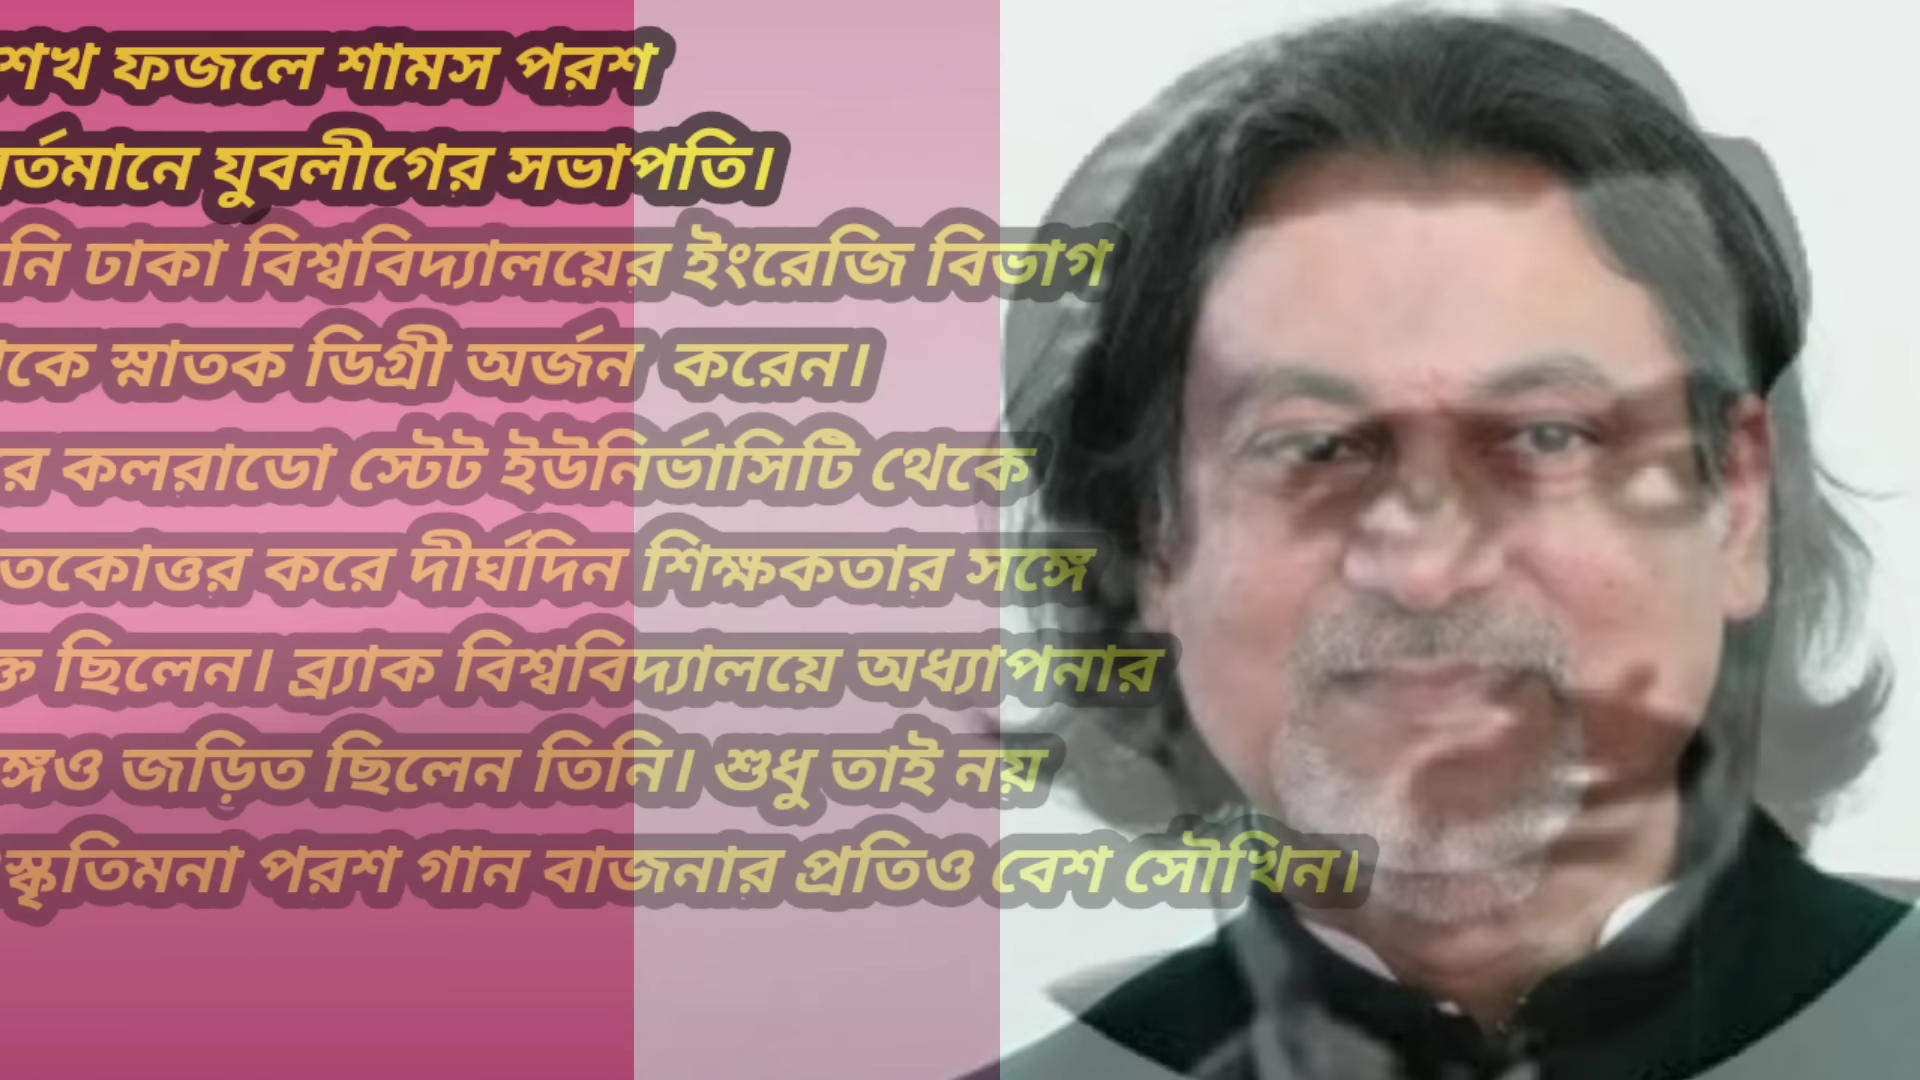 শেখ ফজলে শামস পরশ
বর্তমানে যুবলীগের সভাপতি।
নি ঢাকা বিশ্ববিদ্যালয়ের ইংরেজি বিভাগ
কে স্নাতক ডিগ্রী অর্জন করেন।
র কলরাডো স্টেট ইউনির্ভাসিটি থেকে
তকোত্তর করে দীর্ঘদিন শিক্ষকতার সঙ্গে
ক্ত ছিলেন। ব্র্যাক বিশ্ববিদ্যালয়ে অধ্যাপনার
ঙ্গেও জড়িত ছিলেন তিনি। শুধু তাই নয়
স্কৃতিমনা পরশ গান বাজনার প্রতিও বেশ সৌখিন।